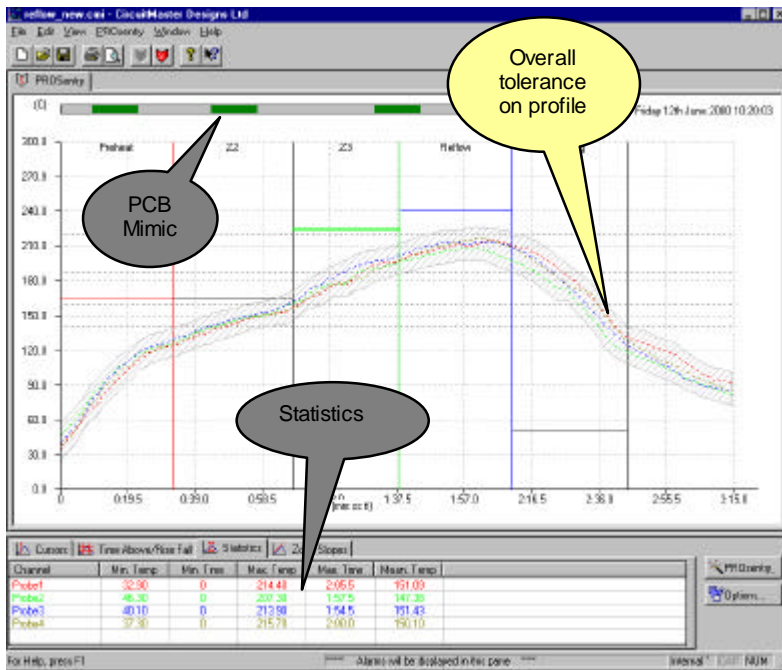 reflow_new.cmi - CircuitMaster Designs Ltd
File Edit View PROsentry Window Help
PROSentry
Overall
tolerance
on profile
(C)
Friday 12th June 2000 10:20:03
300.0
Preheat Z2 Z3 Reflow
270.0
240.0
PCB
Mimic
210.0
180.0
150.0
120.0
90.0
Statistics
60.0
30.0
0.0
0 0:19.5 0:39.0 0:58.5 1:37.5 1:57.0 2:16.5 2:36.0 2:55.5 3:15.0
Cursors Time Above/Rise Fall Statistics Slopes
Channel Min. Temp Min. Time Max. Temp Max. Time Mean. Temp
Probe1 32.90 0 214.40 2:05.5 151.09
Probe2 0 207.30 1:57.5 147.38
Probe3 40.10 0 213.90 1:54.5 151.43
Probe4 37.30 0 215.70 2:00.0 150.10
PROsentry.
Options...
For Help, press F1
**** Alarms will be displayed in this pane ****
Internal * CAP NUM